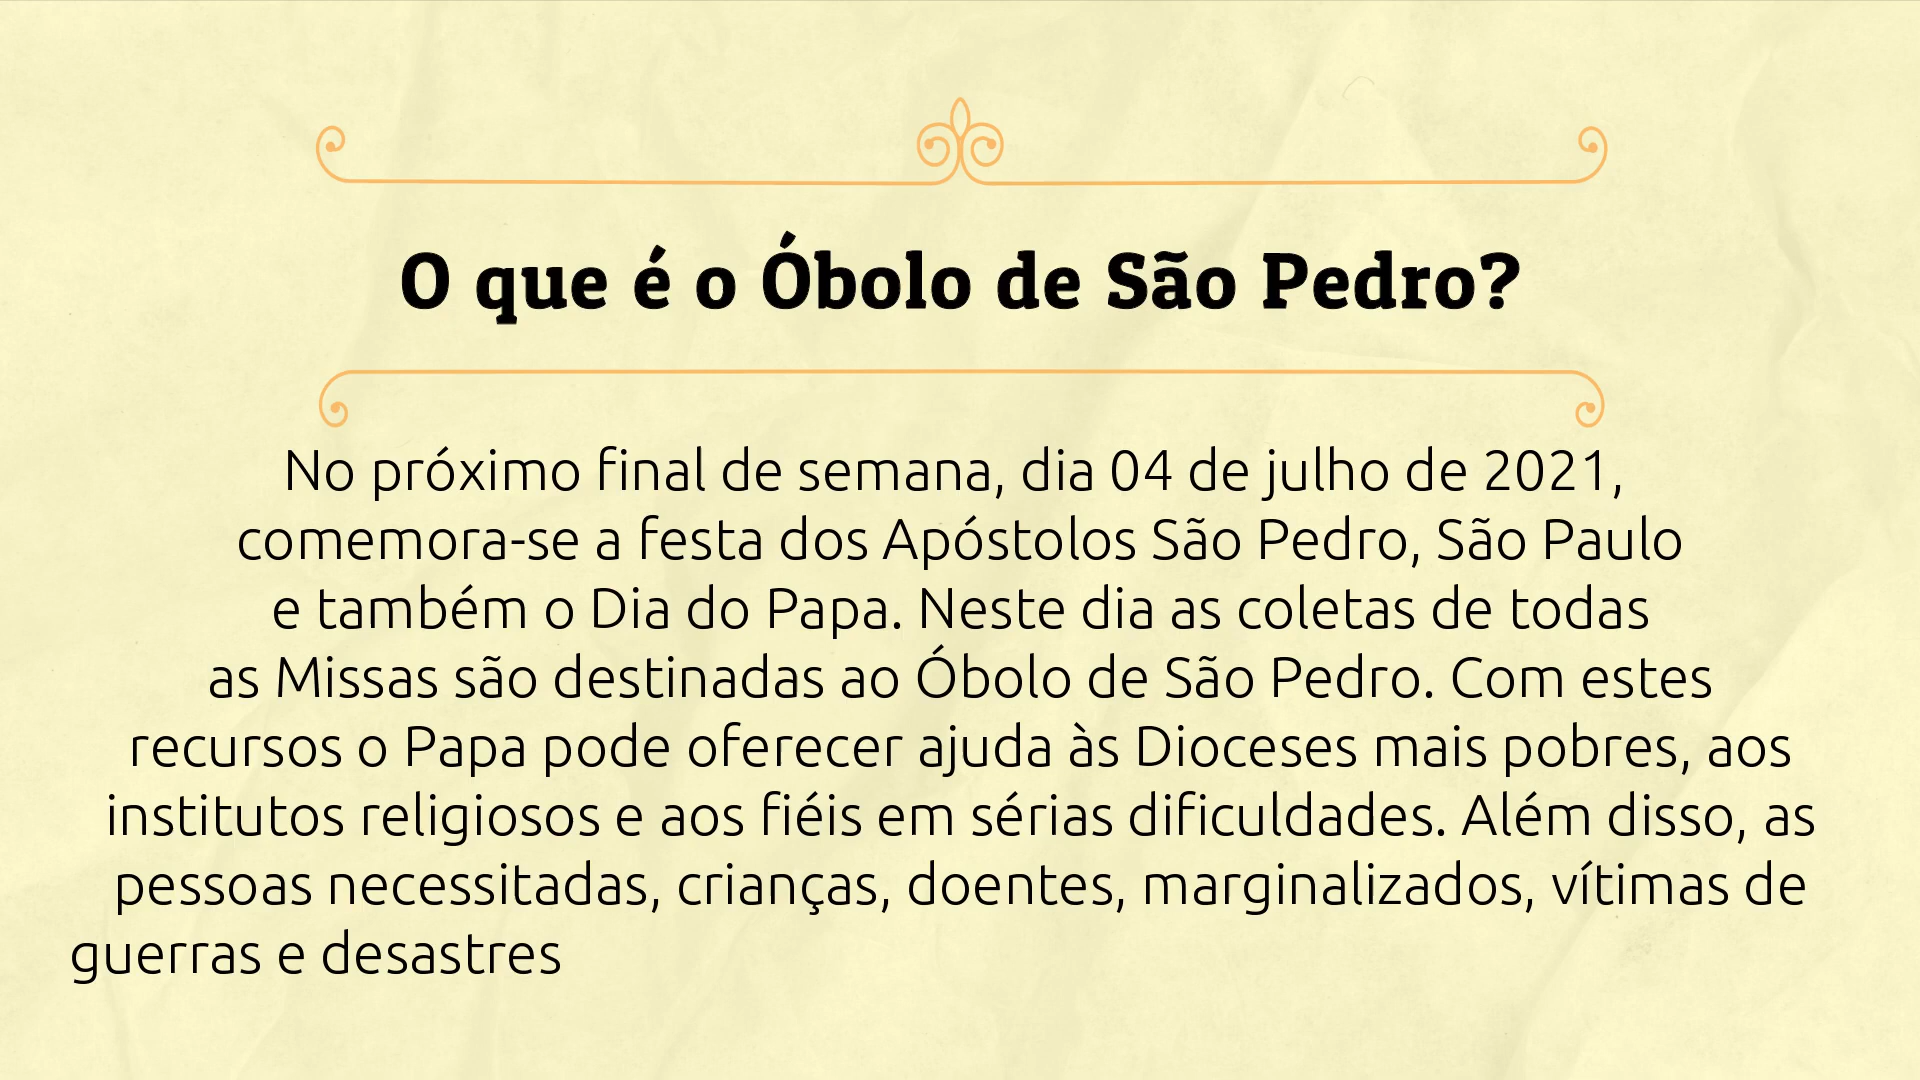 O que é o Óbolo de São Pedro?
No próximo final de semana, dia 04 de julho de 2021,
comemora-se a festa dos Apóstolos São Pedro, São Paulo
e também o Dia do Papa. Neste dia as coletas de todas
as Missas são destinadas ao Óbolo de São Pedro. Com estes
recursos o Papa pode oferecer ajuda às Dioceses mais pobres, aos
institutos religiosos e aos fiéis em sérias dificuldades. Além disso, as
pessoas necessitadas, crianças, doentes, marginalizados, vítimas de
guerras e desastres